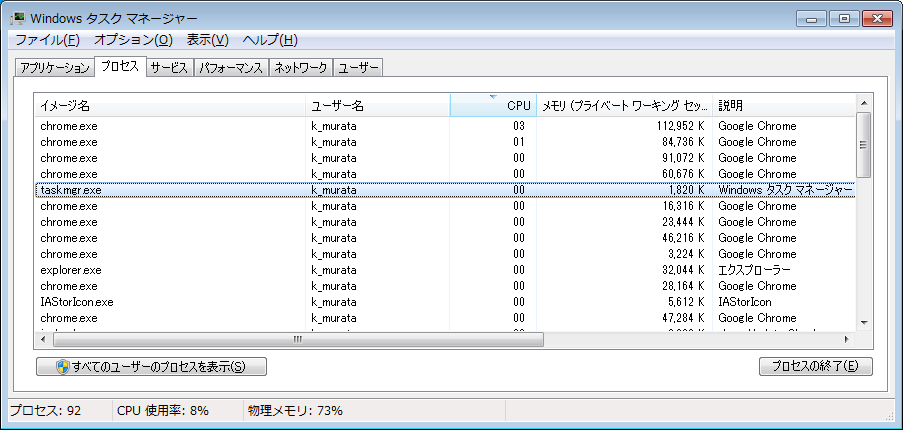 Windows タスク マネージャー
ファイル(F) オプション(O) 表示(V) ヘルプ(H)
アプリケーション プロセス サービス パフォーマンス ネットワーク ユーザー
イメージ名 ユーザー名 CPU メモリ (プライベート ワーキング セッ... 説明
chrome.exe k_murata 03 112,952 K Google Chrome
chrome.exe k_murata 01 84,736 K Google Chrome
chrome.exe k_murata 00 91,072 K Google Chrome
chrome.exe k_murata 00 60,676 K Google Chrome
taskmgr.exe k_murata 00 1,820 K Windows タスク マネージャー
chrome.exe k_murata 00 16,316 K Google Chrome
chrome.exe k_murata 00 23,444 K Google Chrome
chrome.exe k_murata 00 46,216 K Google Chrome
chrome.exe k_murata 00 3,224 K Google Chrome
explorer.exe k_murata 00 32,044 K エクスプローラー
chrome.exe k_murata 00 28,164 K Google Chrome
IAStorIcon.exe k_murata 00 5,612 K IAStorIcon
chrome.exe k_murata 00 47,284 K Google Chrome
すべてのユーザーのプロセスを表示(S) プロセスの終了(E)
プロセス: 92 CPU 使用率: 8% 物理メモリ: 73%